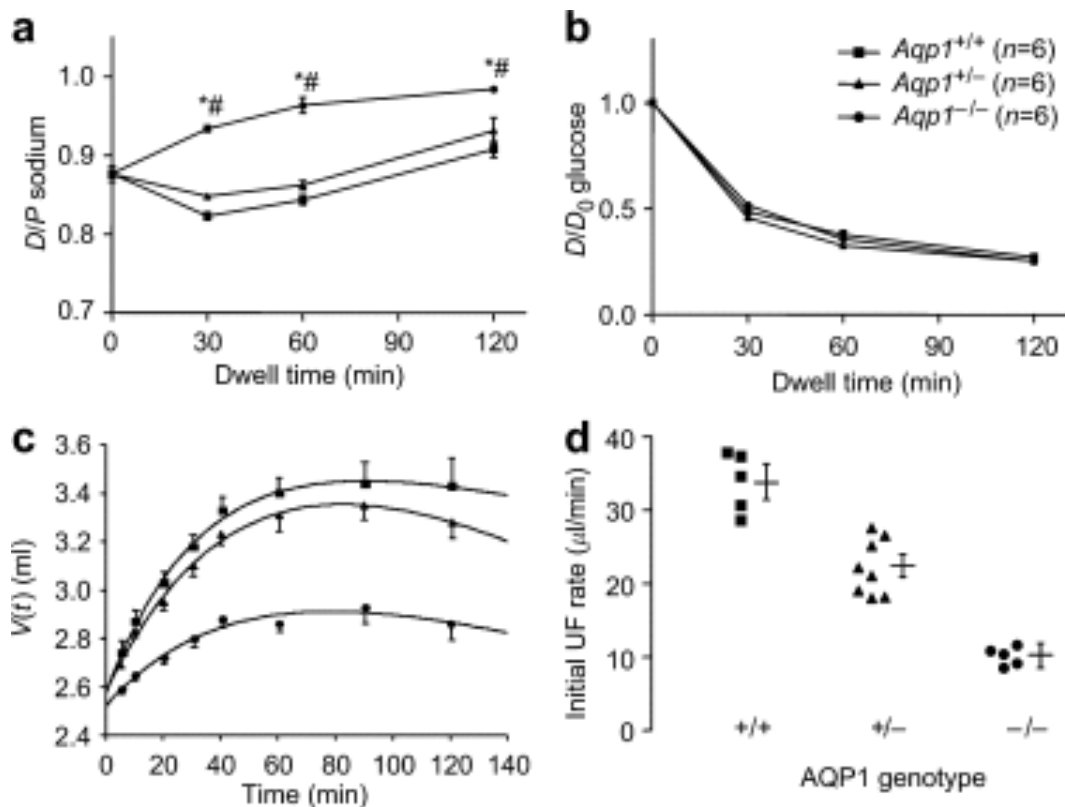 a
D/P sodium
1.0
0.9
0.8
0.7
*#
*#
*#
0 30 60 90 120
Dwell time (min)
b
D/D0 glucose
1.0
0.5
0.0
Aqp1+/+ (n=6)
Aqp1+/– (n=6)
Aqp1–/– (n=6)
0 30 60 90 120
Dwell time (min)
c
V(t) (ml)
3.6
3.4
3.2
3.0
2.8
2.6
2.4
0 20 40 60 80 100 120 140
Time (min)
d
Initial UF rate (μl/min)
40
30
20
10
0
+/+ +/– –/–
AQP1 genotype